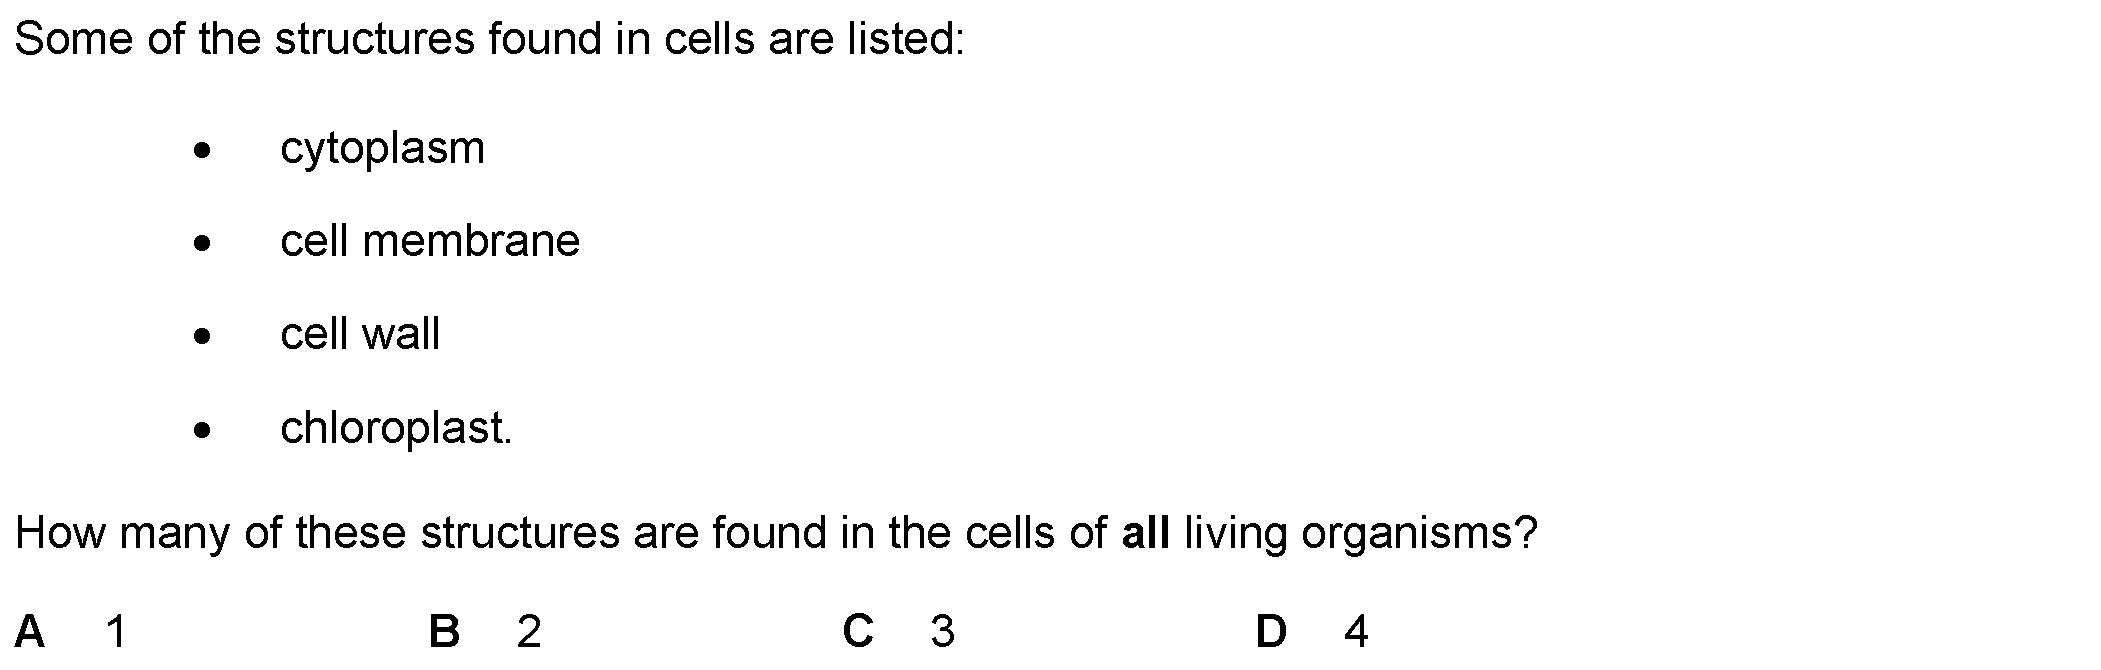 Some of the structures found in cells are listed:
• cytoplasm
• cell membrane
• cell wall
• chloroplast.
How many of these structures are found in the cells of all living organisms?
A 1 B 2 C 3 D 4